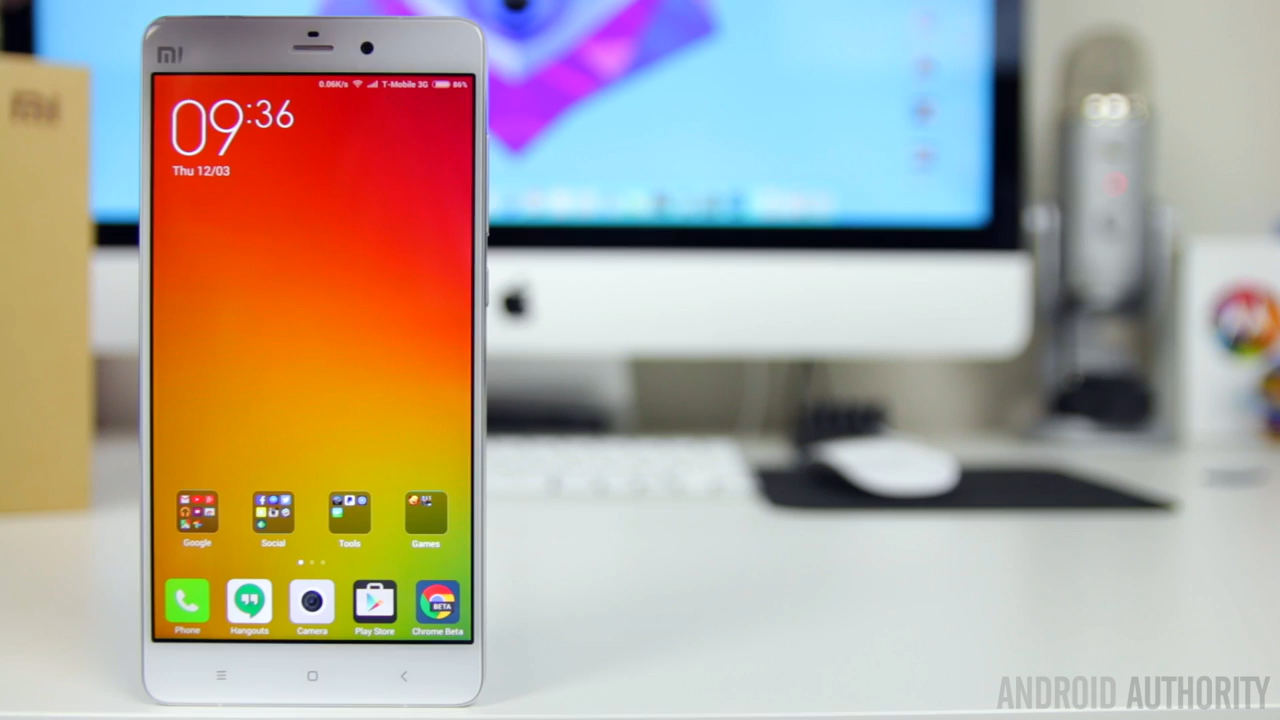 mi
mi
0.06K/s T-Mobile 3G 86%
09:36
Thu 12/03
Google Social Tools Games
BETA
Phone Hangouts Camera Play Store Chrome Beta
ANDROID AUTHORITY